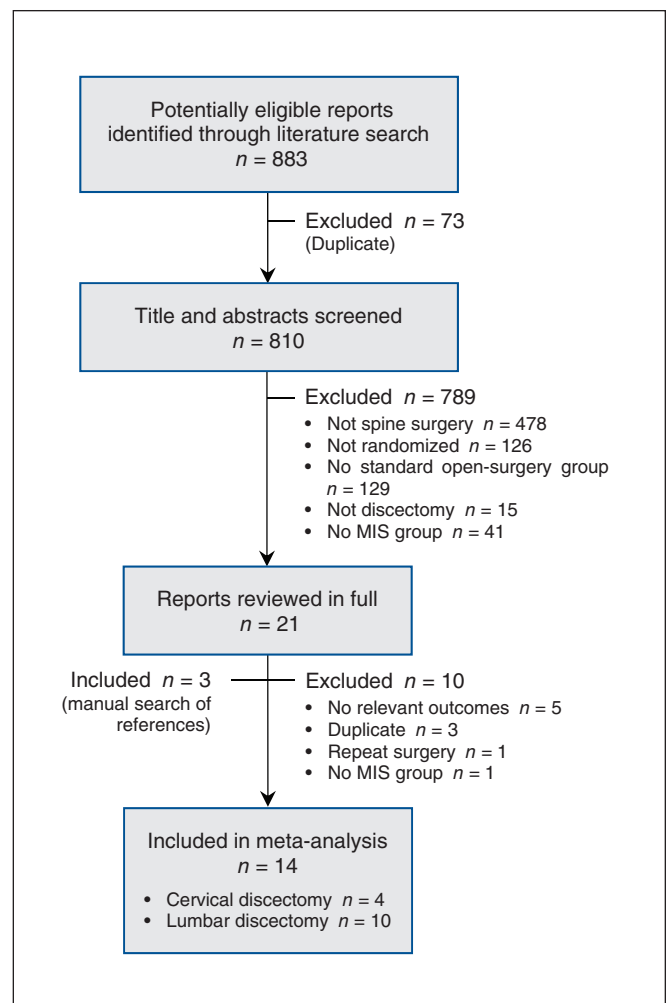 Potentially eligible reports
identified through literature search
n = 883
Excluded n = 73
(Duplicate)
Title and abstracts screened
n = 810
Excluded n = 789
• Not spine surgery n = 478
• Not randomized n = 126
• No standard open-surgery group
n = 129
• Not discectomy n = 15
• No MIS group n = 41
Reports reviewed in full
n = 21
Included n = 3
(manual search of
references)
Excluded n = 10
• No relevant outcomes n = 5
• Duplicate n = 3
• Repeat surgery n = 1
• No MIS group n = 1
Included in meta-analysis
n = 14
• Cervical discectomy n = 4
• Lumbar discectomy n = 10